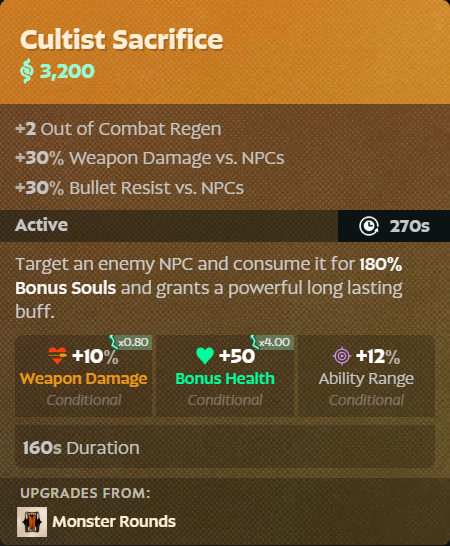 Cultist Sacrifice
3,200
+2 Out of Combat Regen
+30% Weapon Damage vs. NPCs
+30% Bullet Resist vs. NPCs
Active 270s
Target an enemy NPC and consume it for 180%
Bonus Souls and grants a powerful long lasting
buff.
x0.80 x4.00
+10% +50 +12%
Weapon Damage Bonus Health Ability Range
Conditional Conditional Conditional
160s Duration
UPGRADES FROM:
Monster Rounds